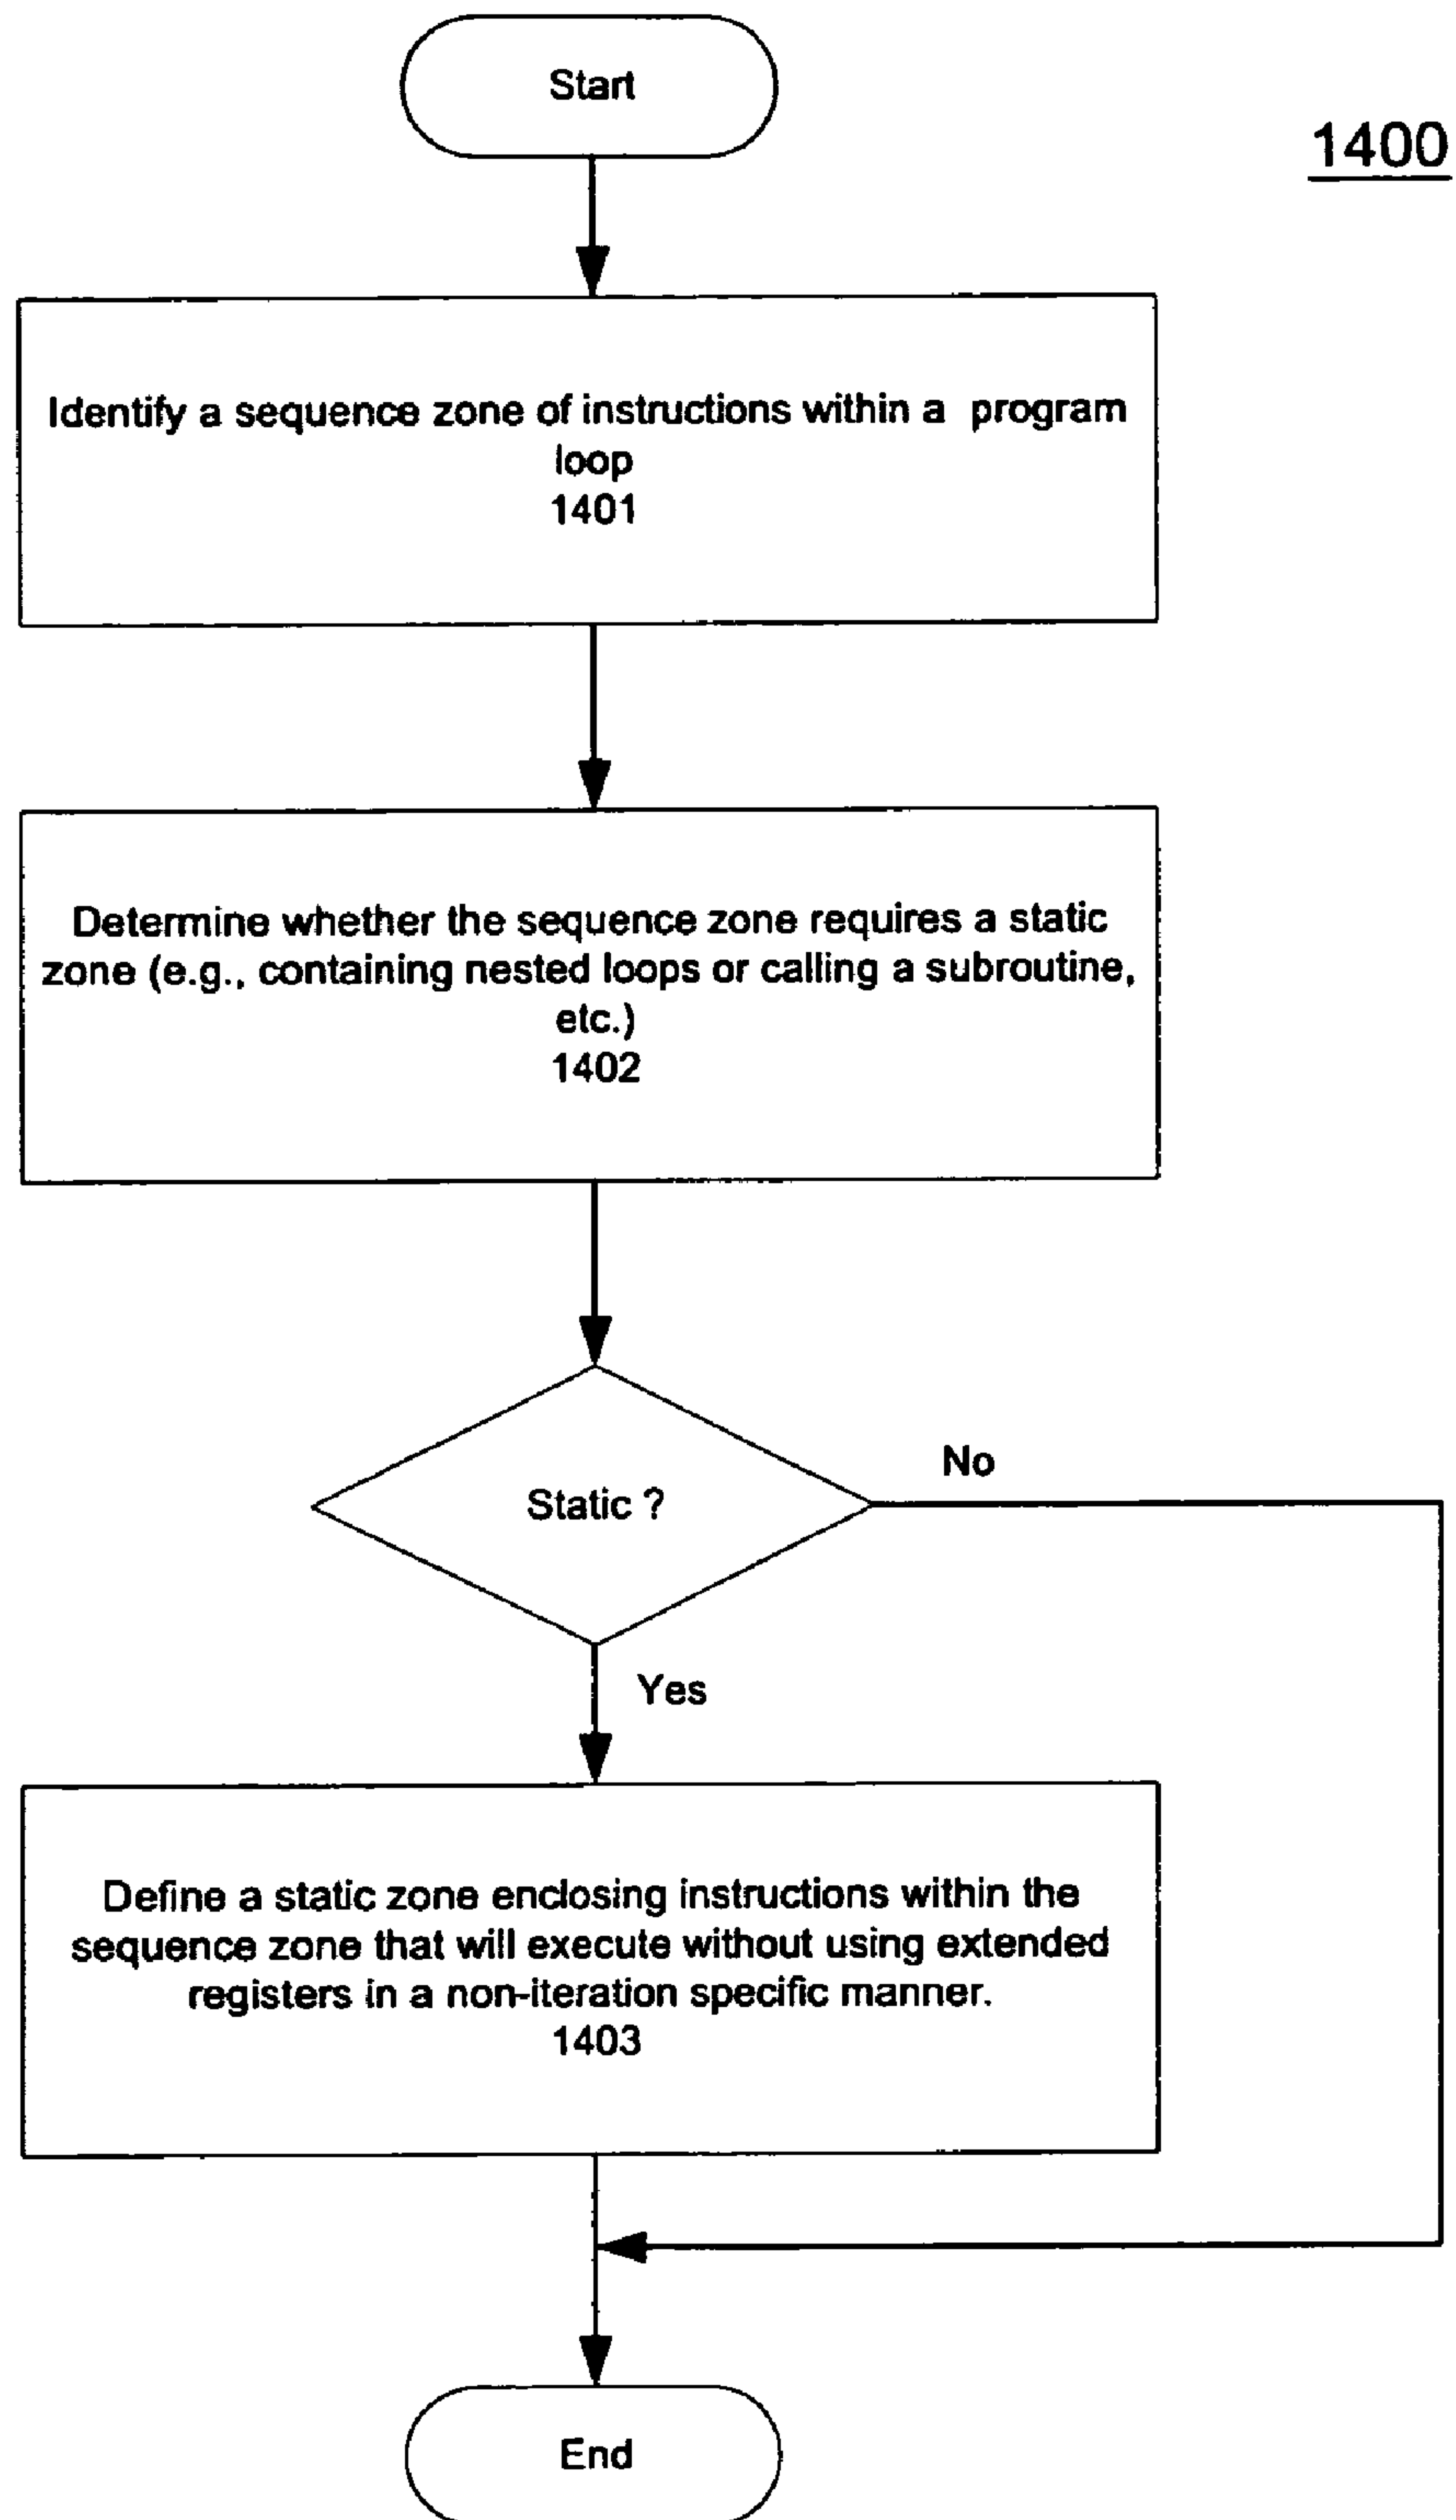 Start
1400
Identify a sequence zone of instructions within a program
loop
1401
Determine whether the sequence zone requires a static
zone (e.g., containing nested loops or calling a subroutine,
etc.)
1402
Static ?
No
Yes
Define a static zone enclosing instructions within the
sequence zone that will execute without using extended
registers in a non-iteration specific manner.
1403
End